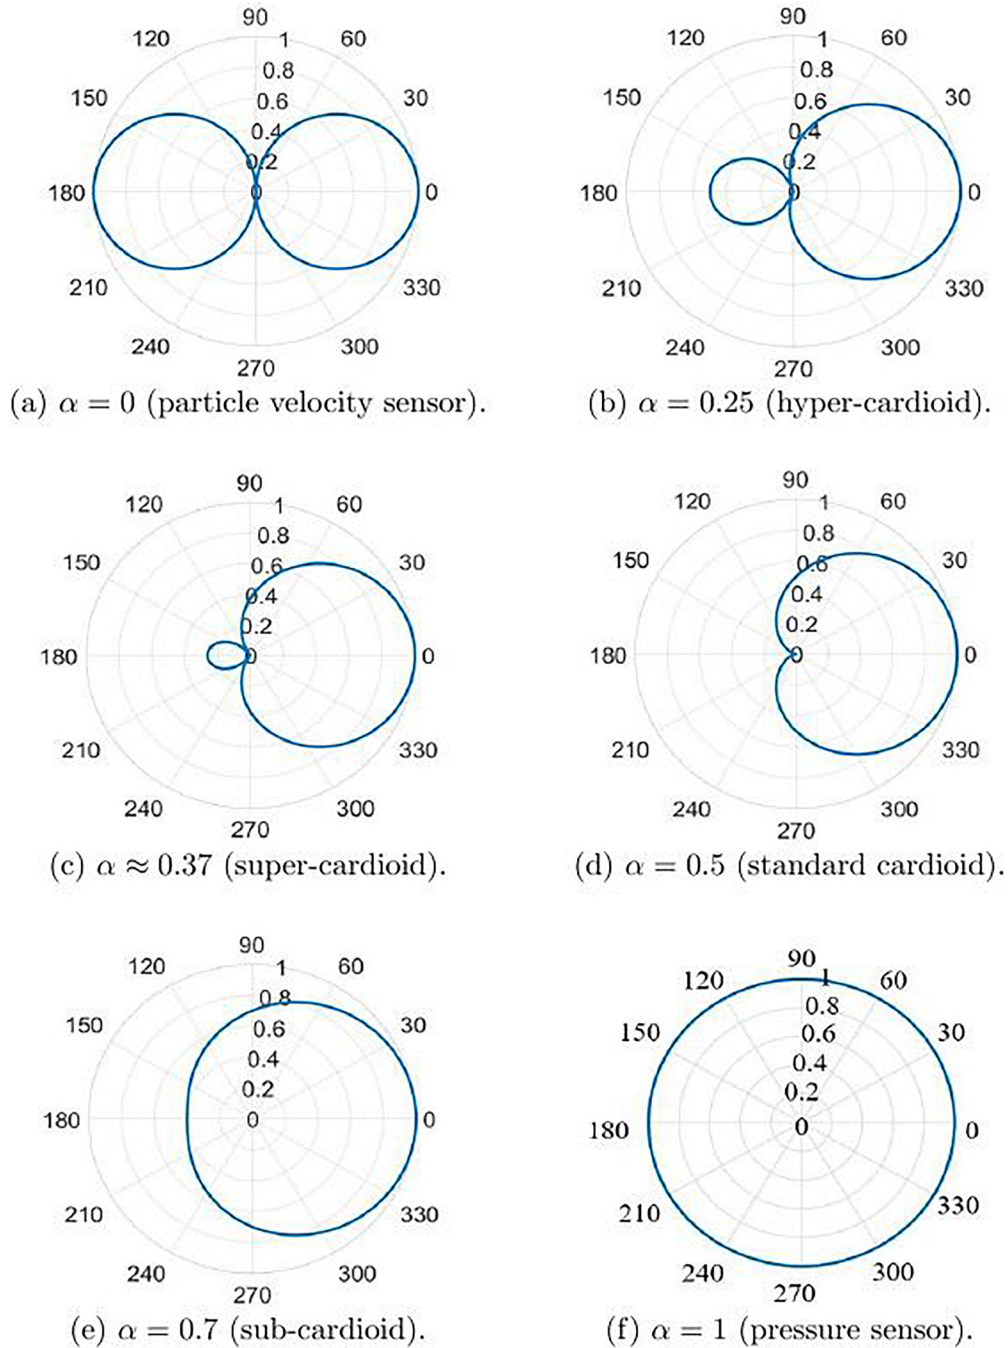 90
120 1 60
0.8
150 0.6 30
0.4
0.2
180 0 0
210 330
240 300
270
(a) α = 0 (particle velocity sensor).
90
120 1 60
0.8
150 0.6 30
0.4
0.2
180 0 0
210 330
240 300
270
(b) α = 0.25 (hyper-cardioid).
90
120 1 60
0.8
150 0.6 30
0.4
0.2
180 0 0
210 330
240 300
270
(c) α ≈ 0.37 (super-cardioid).
90
120 1 60
0.8
150 0.6 30
0.4
0.2
180 0 0
210 330
240 300
270
(d) α = 0.5 (standard cardioid).
90
120 1 60
0.8
150 0.6 30
0.4
0.2
180 0 0
210 330
240 300
270
(e) α = 0.7 (sub-cardioid).
90
120 1 60
0.8
150 0.6 30
0.4
0.2
180 0 0
210 330
240 300
270
(f) α = 1 (pressure sensor).